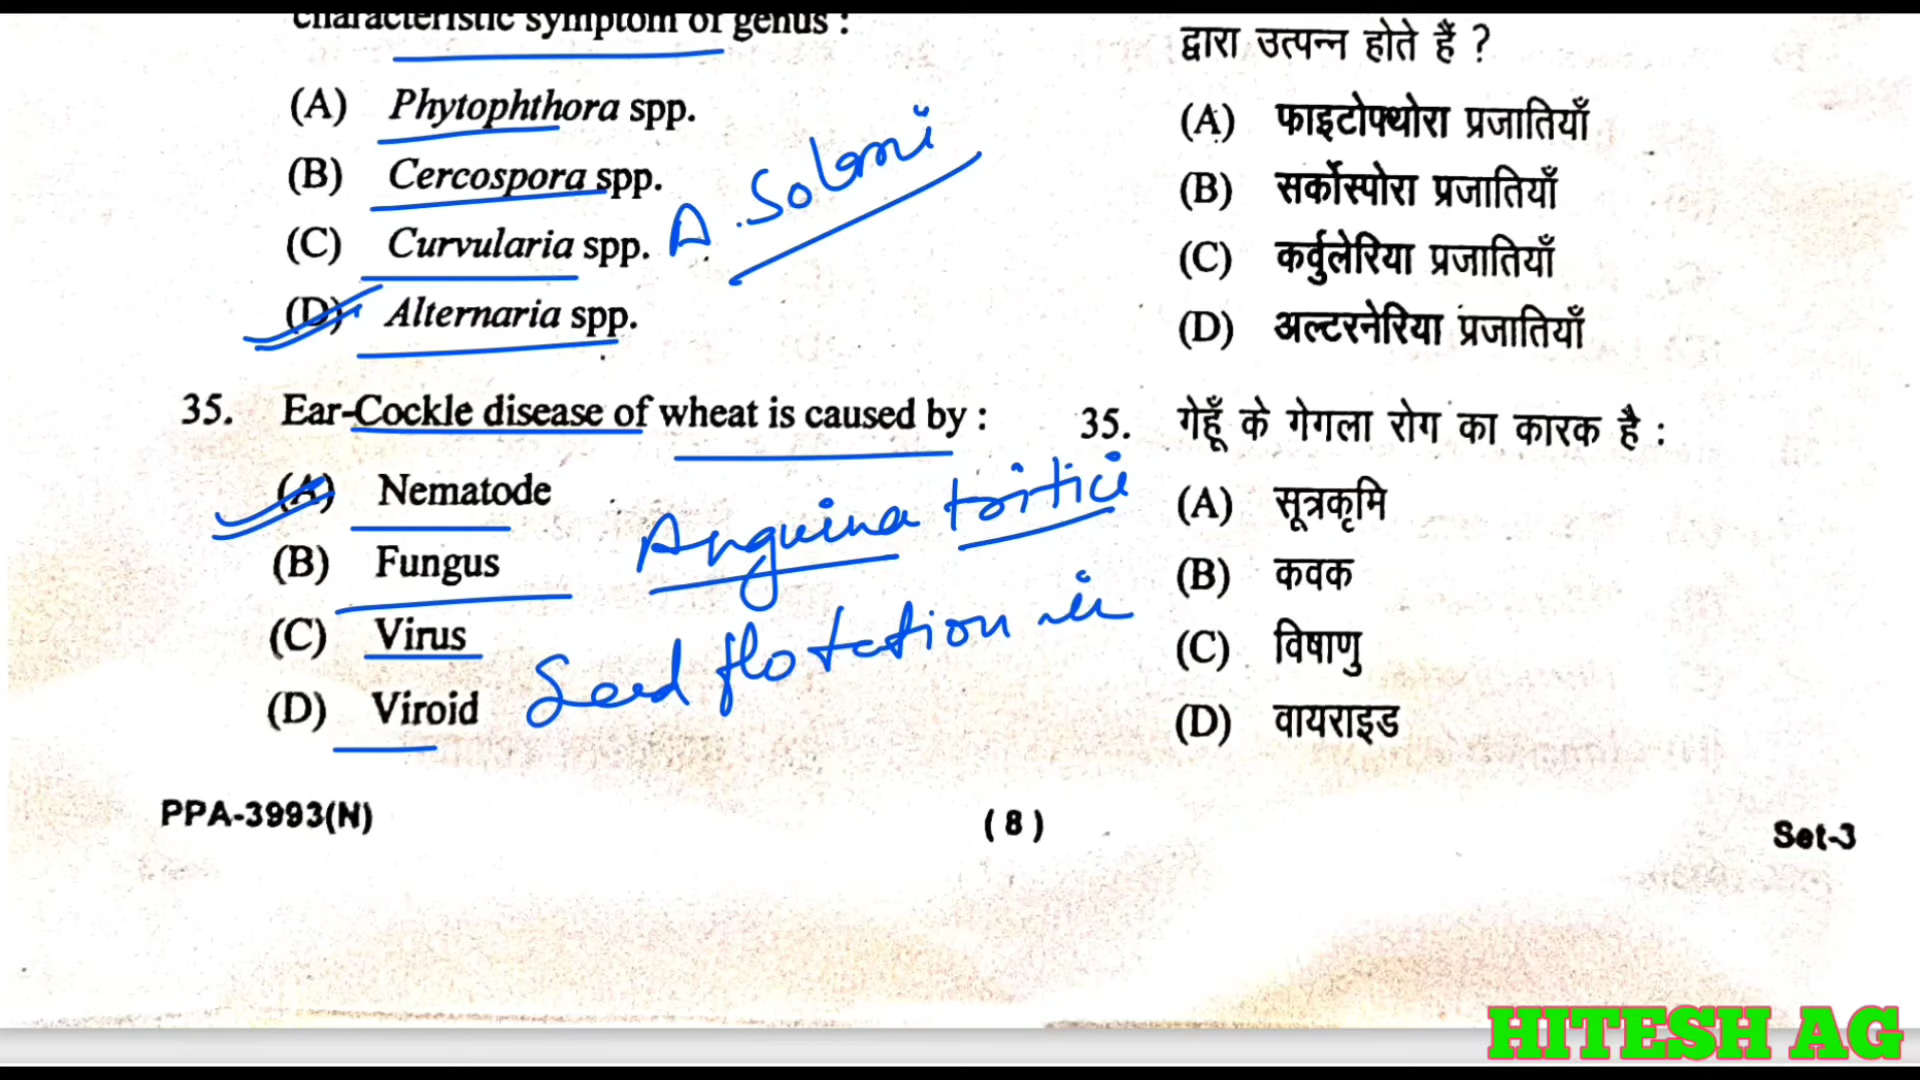 characteristic symptom of genus :
(A) Phytophthora spp.
(B) Cercospora spp.
(C) Curvularia spp.
(D) Alternaria spp.
A. Solani
35. Ear-Cockle disease of wheat is caused by :
(A) Nematode
(B) Fungus
(C) Virus
(D) Viroid
Anguina tritici
Seed flotation
द्वारा उत्पन्न होते हैं ?
(A) फाइटोफ्थोरा प्रजातियाँ
(B) सर्कोस्पोरा प्रजातियाँ
(C) कर्वुलेरिया प्रजातियाँ
(D) अल्टरनेरिया प्रजातियाँ
35. गेहूँ के गेगला रोग का कारक है :
(A) सूत्रकृमि
(B) कवक
(C) विषाणु
(D) वायराइड
PPA-3993(N)
( 8 )
Set-3
HITESH AG